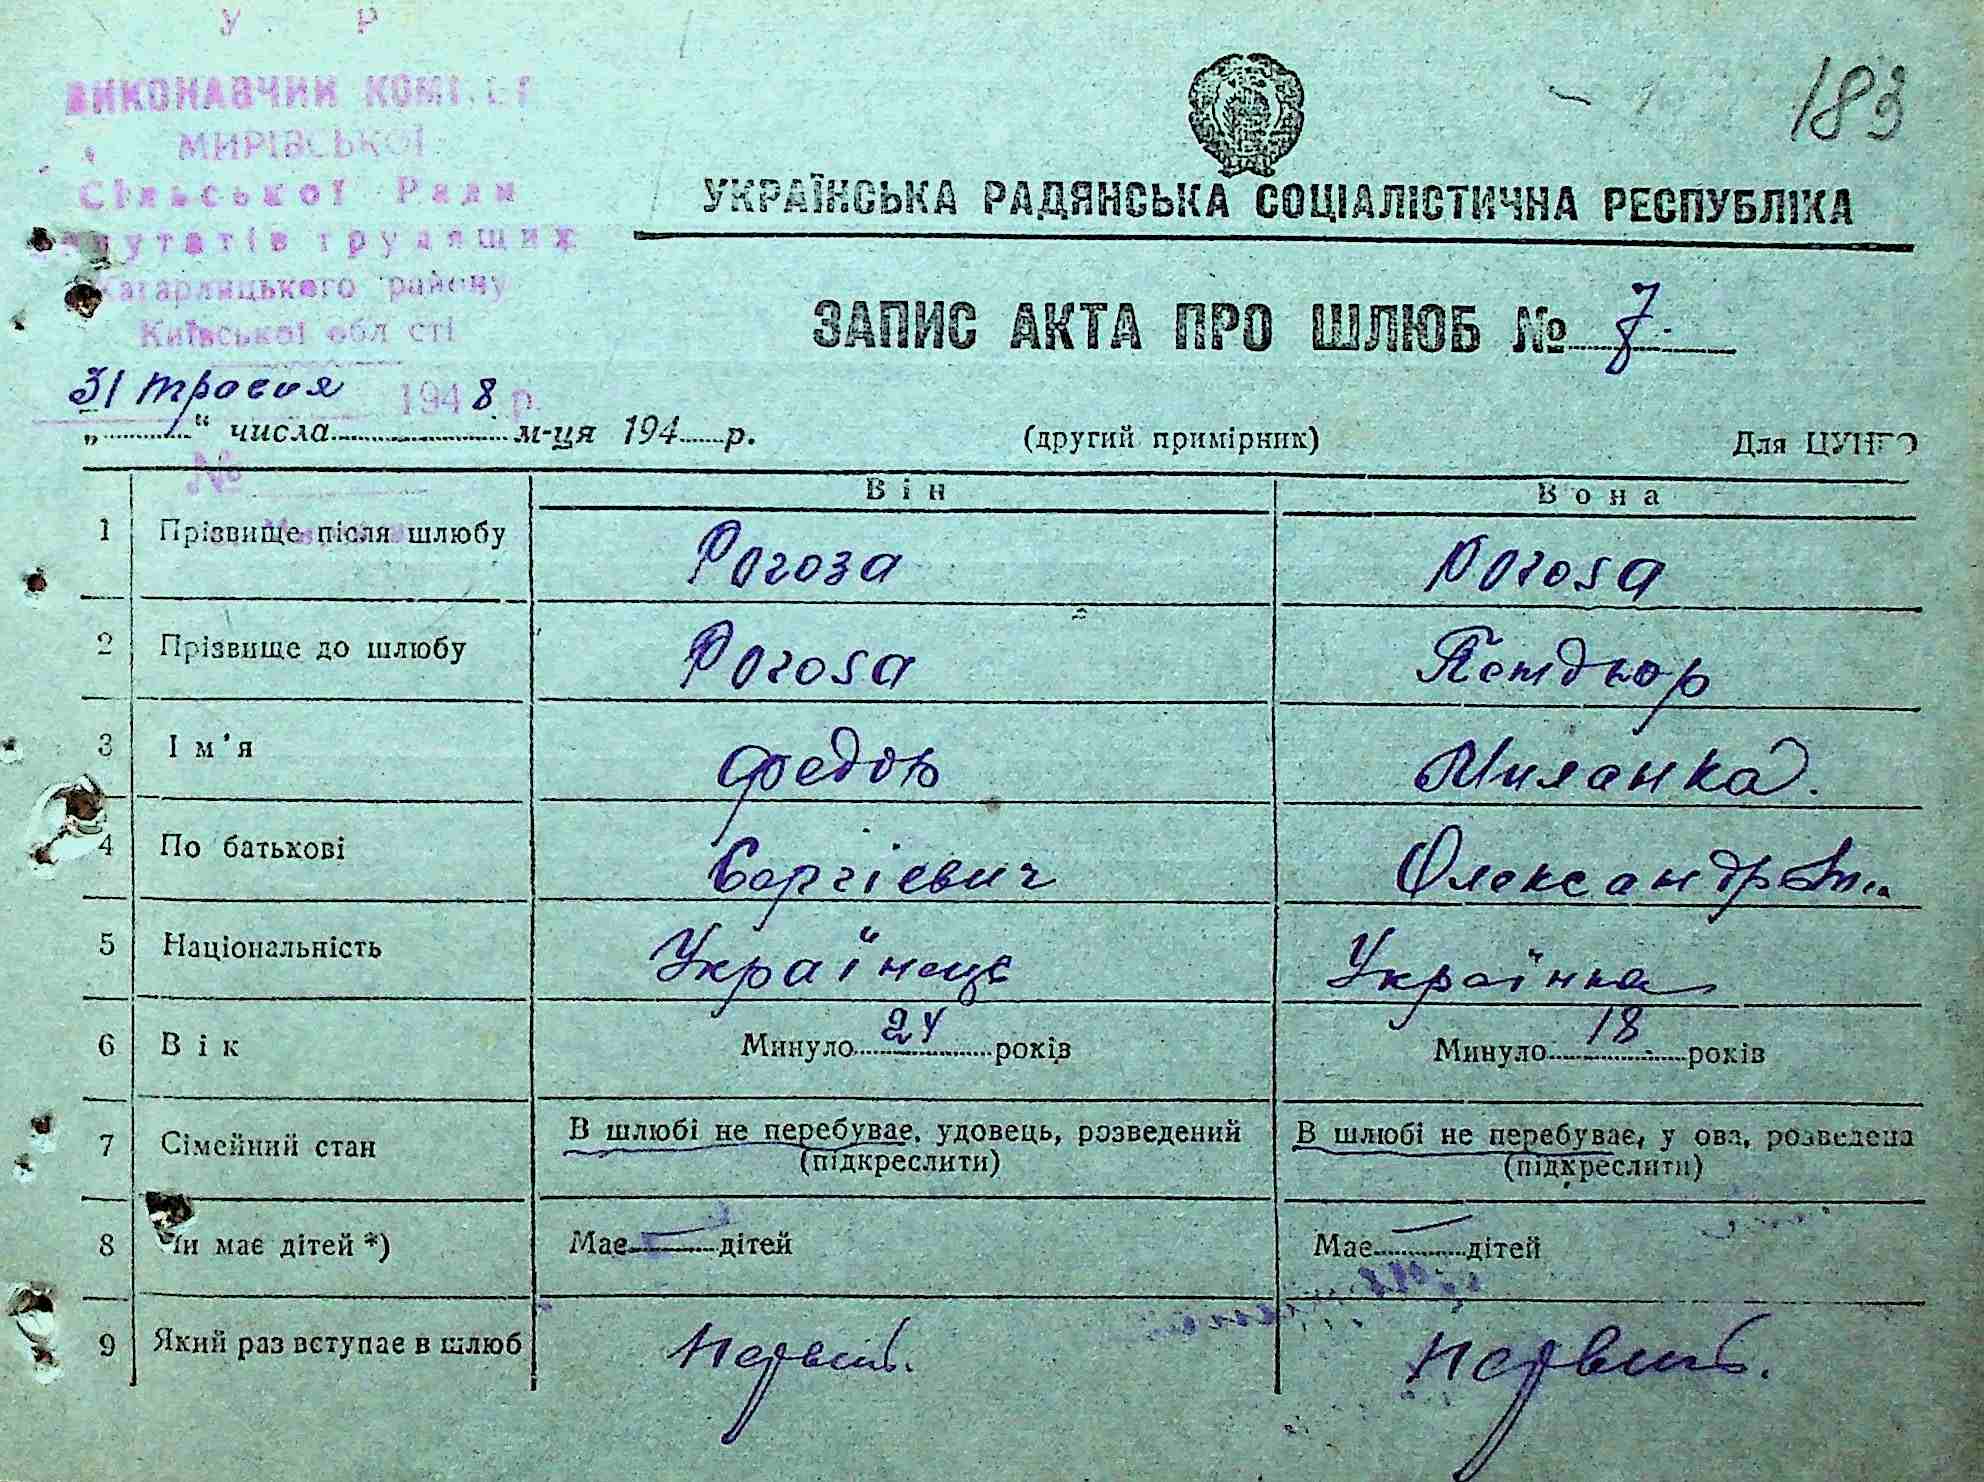 У Р
183
ВИКОНАВЧИЙ КОМІТЕТ
МИРІВСЬКОЇ
Сільської Ради
депутатів трудящих
Кагарлицького району
Київської області
31 травня 1948 р.
№
УКРАЇНСЬКА РАДЯНСЬКА СОЦІАЛІСТИЧНА РЕСПУБЛІКА
ЗАПИС АКТА ПРО ШЛЮБ № 7
„ “ числа м-ця 194 р. (другий примірник) Для ЦУНГО
Він Вона
1 Прізвище після шлюбу Рогоза Рогоза
2 Прізвище до шлюбу Рогоза
3 Ім'я Федов Миланка.
4 По батькові Сергієвич
5 Національність Українець Українка
6 Вік Минуло 24 років Минуло 18 років
7 Сімейний стан В шлюбі не перебуває, удовець, розведений В шлюбі не перебуває, удова, розведена
(підкреслити) (підкреслити)
8 Чи має дітей *) Має — дітей Має — дітей
9 Який раз вступає в шлюб Первий. Первий.